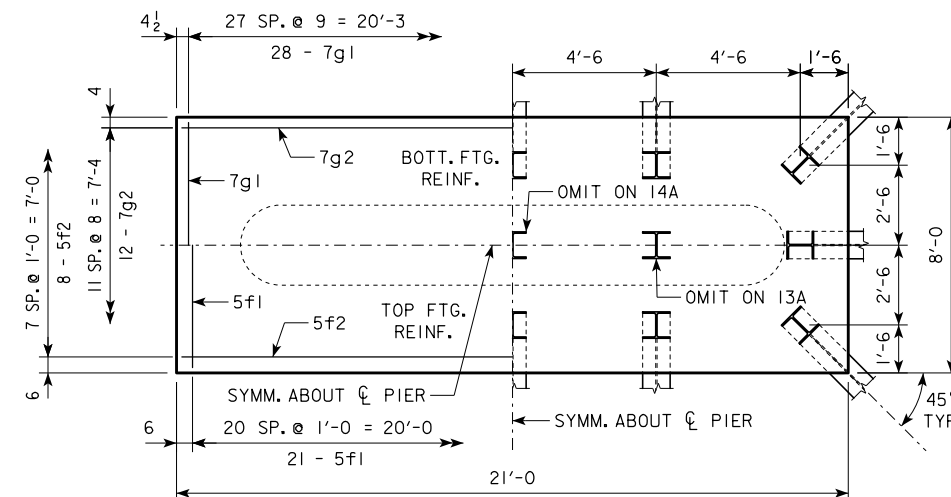 4½
27 SP. @ 9 = 20'-3
28 - 7g1
4'-6
4'-6
1'-6
4
7g2
BOTT. FTG.
REINF.
7g1
OMIT ON 14A
1'-6
2'-6
2'-6
1'-6
8'-0
7 SP. @ 1'-0 = 7'-0
8 - 5f2
11 SP. @ 8 = 7'-4
12 - 7g2
5f1
TOP FTG.
REINF.
5f2
OMIT ON 13A
SYMM. ABOUT ℄ PIER
6
6
20 SP. @ 1'-0 = 20'-0
21 - 5f1
SYMM. ABOUT ℄ PIER
45°
TYP
21'-0